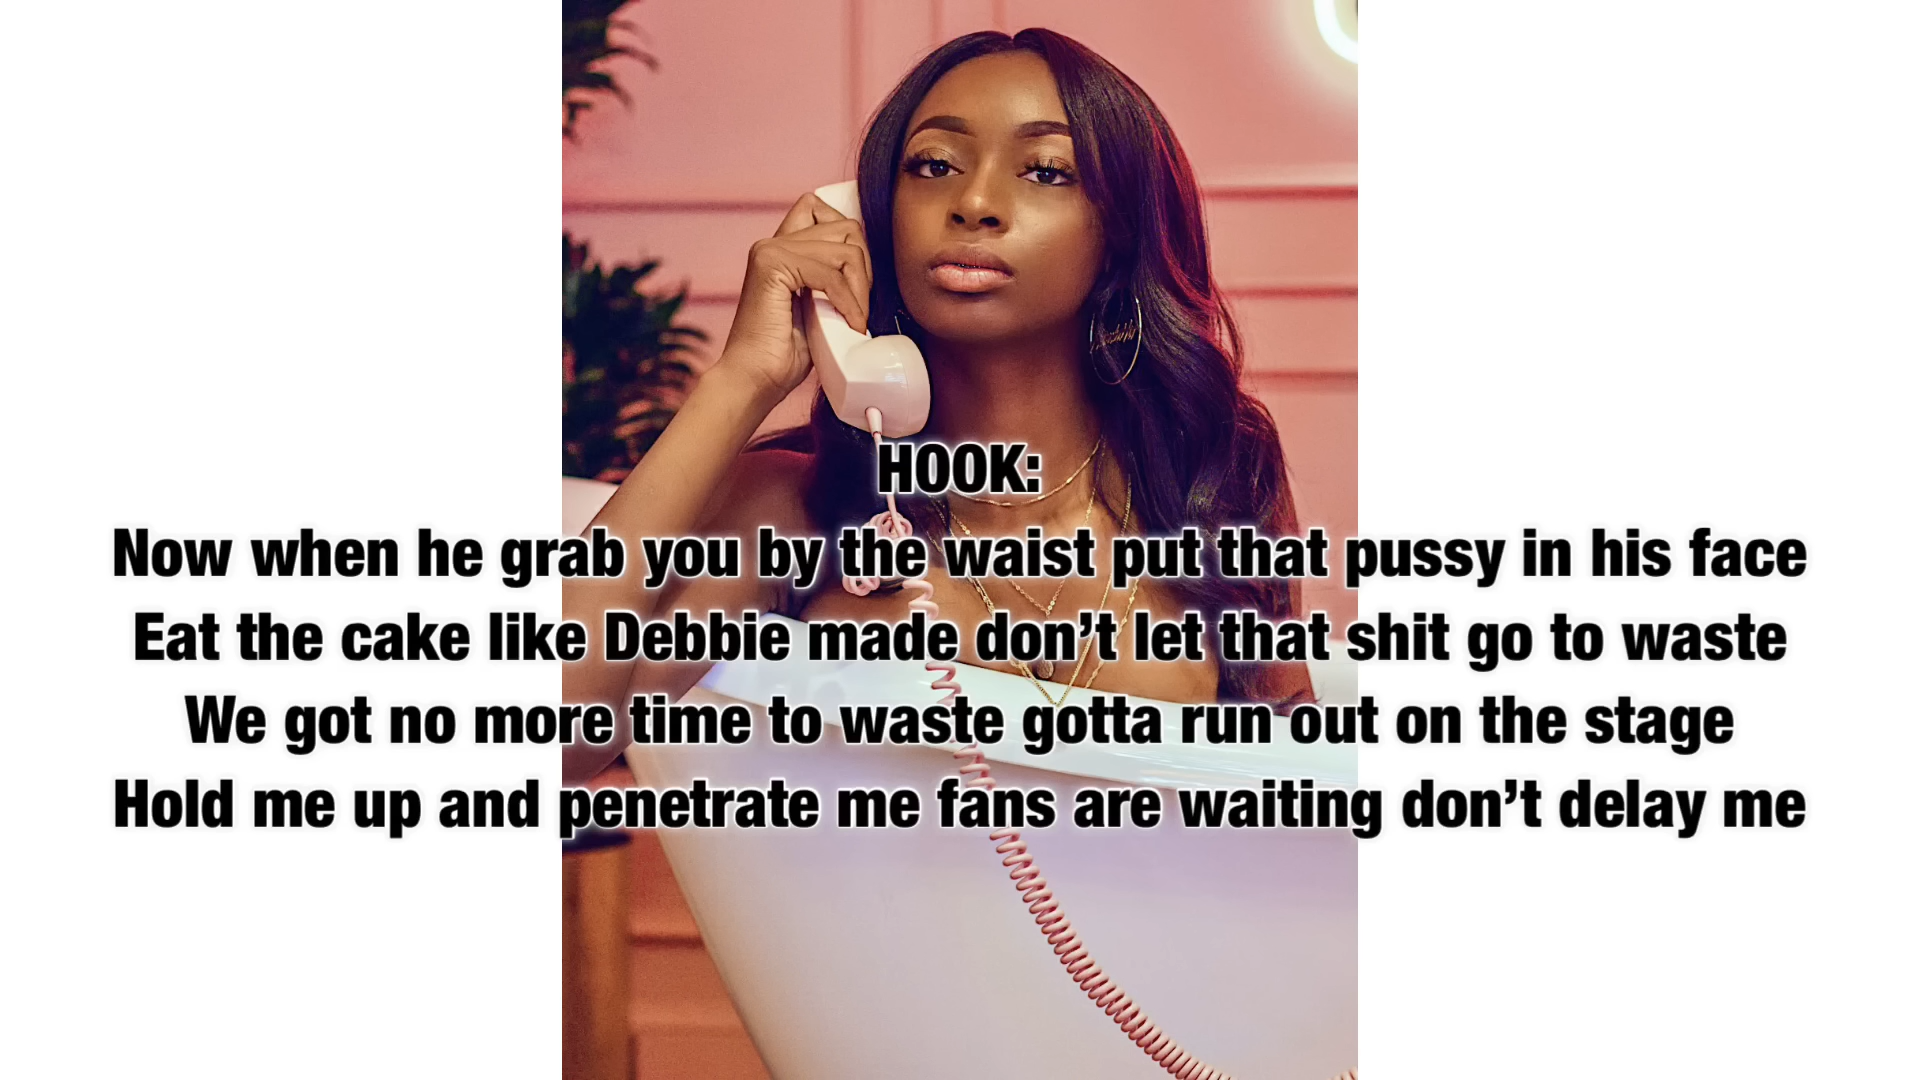 HOOK:
Now when he grab you by the waist put that pussy in his face
Eat the cake like Debbie made don’t let that shit go to waste
We got no more time to waste gotta run out on the stage
Hold me up and penetrate me fans are waiting don’t delay me